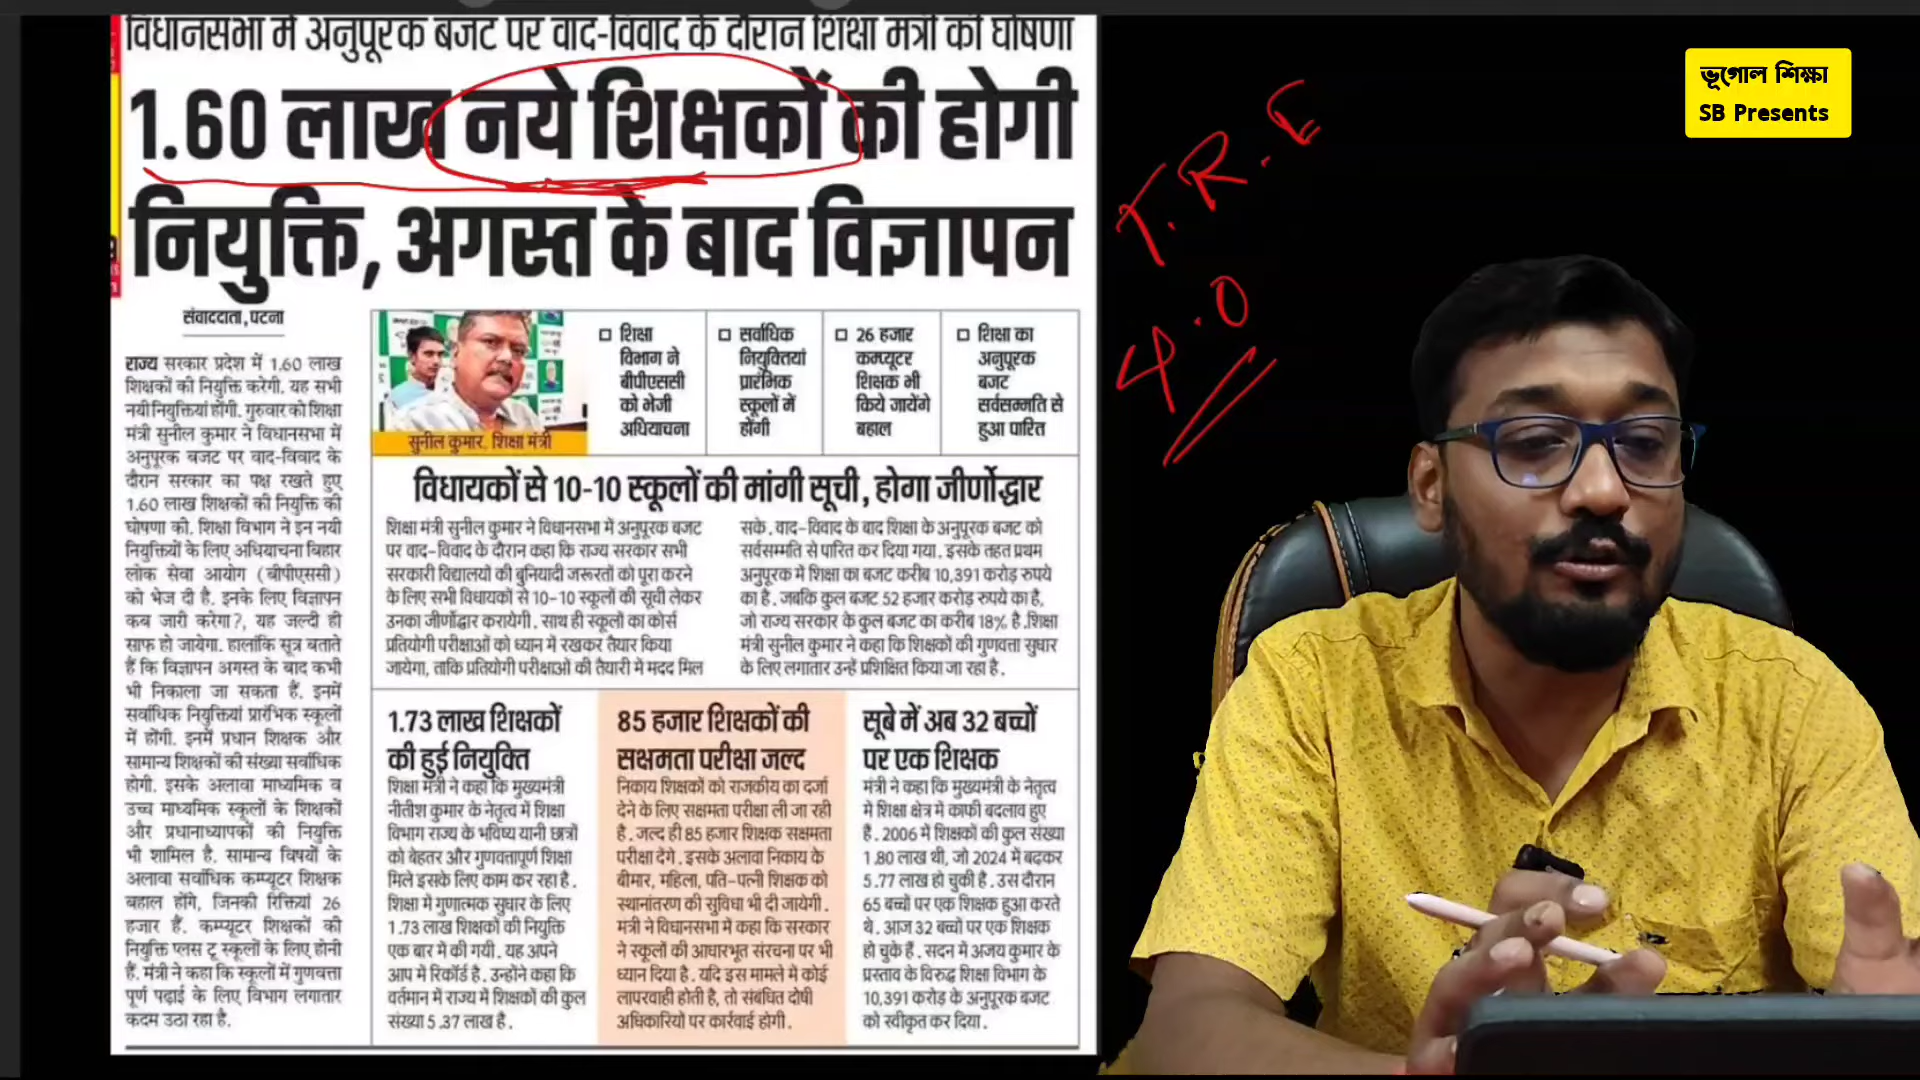 विधानसभा में अनुपूरक बजट पर वाद-विवाद के दौरान शिक्षा मंत्री की घोषणा
1.60 लाख नये शिक्षकों की होगी
नियुक्ति, अगस्त के बाद विज्ञापन
संवाददाता, पटना
राज्य सरकार प्रदेश में 1.60 लाख
शिक्षकों की नियुक्ति करेगी. यह सभी
नयी नियुक्तियां होंगी. गुरुवार को शिक्षा
मंत्री सुनील कुमार ने विधानसभा में
अनुपूरक बजट पर वाद-विवाद के
दौरान सरकार का पक्ष रखते हुए
1.60 लाख शिक्षकों की नियुक्ति की
घोषणा की. शिक्षा विभाग ने इन नयी
नियुक्तियों के लिए अधियाचना बिहार
लोक सेवा आयोग (बीपीएससी)
को भेज दी है. इनके लिए विज्ञापन
कब जारी करेगा?, यह जल्दी ही
साफ हो जायेगा. हालांकि सूत्र बताते
हैं कि विज्ञापन अगस्त के बाद कभी
भी निकाला जा सकता हैं. इनमें
सर्वाधिक नियुक्तियां प्रारंभिक स्कूलों
में होंगी. इनमें प्रधान शिक्षक और
सामान्य शिक्षकों की संख्या सर्वाधिक
होगी. इसके अलावा माध्यमिक व
उच्च माध्यमिक स्कूलों के शिक्षकों
और प्रधानाध्यापकों की नियुक्ति
भी शामिल है. सामान्य विषयों के
अलावा सर्वाधिक कम्प्यूटर शिक्षक
बहाल होंगे, जिनकी रिक्तियां 26
हजार हैं. कम्प्यूटर शिक्षकों की
नियुक्ति प्लस टू स्कूलों के लिए होनी
हैं. मंत्री ने कहा कि स्कूलों में गुणवत्ता
पूर्ण पढ़ाई के लिए विभाग लगातार
कदम उठा रहा है.
सुनील कुमार, शिक्षा मंत्री
शिक्षा
विभाग ने
बीपीएससी
को भेजी
अधियाचना
सर्वाधिक
नियुक्तियां
प्रारंभिक
स्कूलों में
होंगी
26 हजार
कम्प्यूटर
शिक्षक भी
किये जायेंगे
बहाल
शिक्षा का
अनुपूरक
बजट
सर्वसम्मति से
हुआ पारित
विधायकों से 10-10 स्कूलों की मांगी सूची, होगा जीर्णोद्धार
शिक्षा मंत्री सुनील कुमार ने विधानसभा में अनुपूरक बजट
पर वाद-विवाद के दौरान कहा कि राज्य सरकार सभी
सरकारी विद्यालयों की बुनियादी जरूरतों को पूरा करने
के लिए सभी विधायकों से 10-10 स्कूलों की सूची लेकर
उनका जीर्णोद्धार करायेगी. साथ ही स्कूलों का कोर्स
प्रतियोगी परीक्षाओं को ध्यान में रखकर तैयार किया
जायेगा, ताकि प्रतियोगी परीक्षाओं की तैयारी में मदद मिल
सके. वाद-विवाद के बाद शिक्षा के अनुपूरक बजट को
सर्वसम्मति से पारित कर दिया गया. इसके तहत प्रथम
अनुपूरक में शिक्षा का बजट करीब 10,391 करोड़ रुपये
का है. जबकि कुल बजट 52 हजार करोड़ रुपये का है,
जो राज्य सरकार के कुल बजट का करीब 18% है. शिक्षा
मंत्री सुनील कुमार ने कहा कि शिक्षकों की गुणवत्ता सुधार
के लिए लगातार उन्हें प्रशिक्षित किया जा रहा है.
1.73 लाख शिक्षकों
की हुई नियुक्ति
शिक्षा मंत्री ने कहा कि मुख्यमंत्री
नीतीश कुमार के नेतृत्व में शिक्षा
विभाग राज्य के भविष्य यानी छात्रों
को बेहतर और गुणवत्तापूर्ण शिक्षा
मिले इसके लिए काम कर रहा है.
शिक्षा में गुणात्मक सुधार के लिए
1.73 लाख शिक्षकों की नियुक्ति
एक बार में की गयी. यह अपने
आप में रिकॉर्ड है. उन्होंने कहा कि
वर्तमान में राज्य में शिक्षकों की कुल
संख्या 5.37 लाख है.
85 हजार शिक्षकों की
सक्षमता परीक्षा जल्द
निकाय शिक्षकों को राजकीय का दर्जा
देने के लिए सक्षमता परीक्षा ली जा रही
है. जल्द ही 85 हजार शिक्षक सक्षमता
परीक्षा देंगे. इसके अलावा निकाय के
बीमार, महिला, पति-पत्नी शिक्षक को
स्थानांतरण की सुविधा भी दी जायेगी.
मंत्री ने विधानसभा में कहा कि सरकार
ने स्कूलों की आधारभूत संरचना पर भी
ध्यान दिया है. यदि इस मामले में कोई
लापरवाही होती है, तो संबंधित दोषी
अधिकारियों पर कार्रवाई होगी.
सूबे में अब 32 बच्चों
पर एक शिक्षक
मंत्री ने कहा कि मुख्यमंत्री के नेतृत्व
में शिक्षा क्षेत्र में काफी बदलाव हुए
हैं. 2006 में शिक्षकों की कुल संख्या
1.80 लाख थी, जो 2024 में बढ़कर
5.77 लाख हो चुकी है. उस दौरान
65 बच्चों पर एक शिक्षक हुआ करते
थे. आज 32 बच्चों पर एक शिक्षक
हो चुके हैं. सदन में अजय कुमार के
प्रस्ताव के विरुद्ध शिक्षा विभाग के
10,391 करोड़ के अनुपूरक बजट
को स्वीकृत कर दिया.
T.R.E
4.0
ভূগোল শিক্ষা
SB Presents